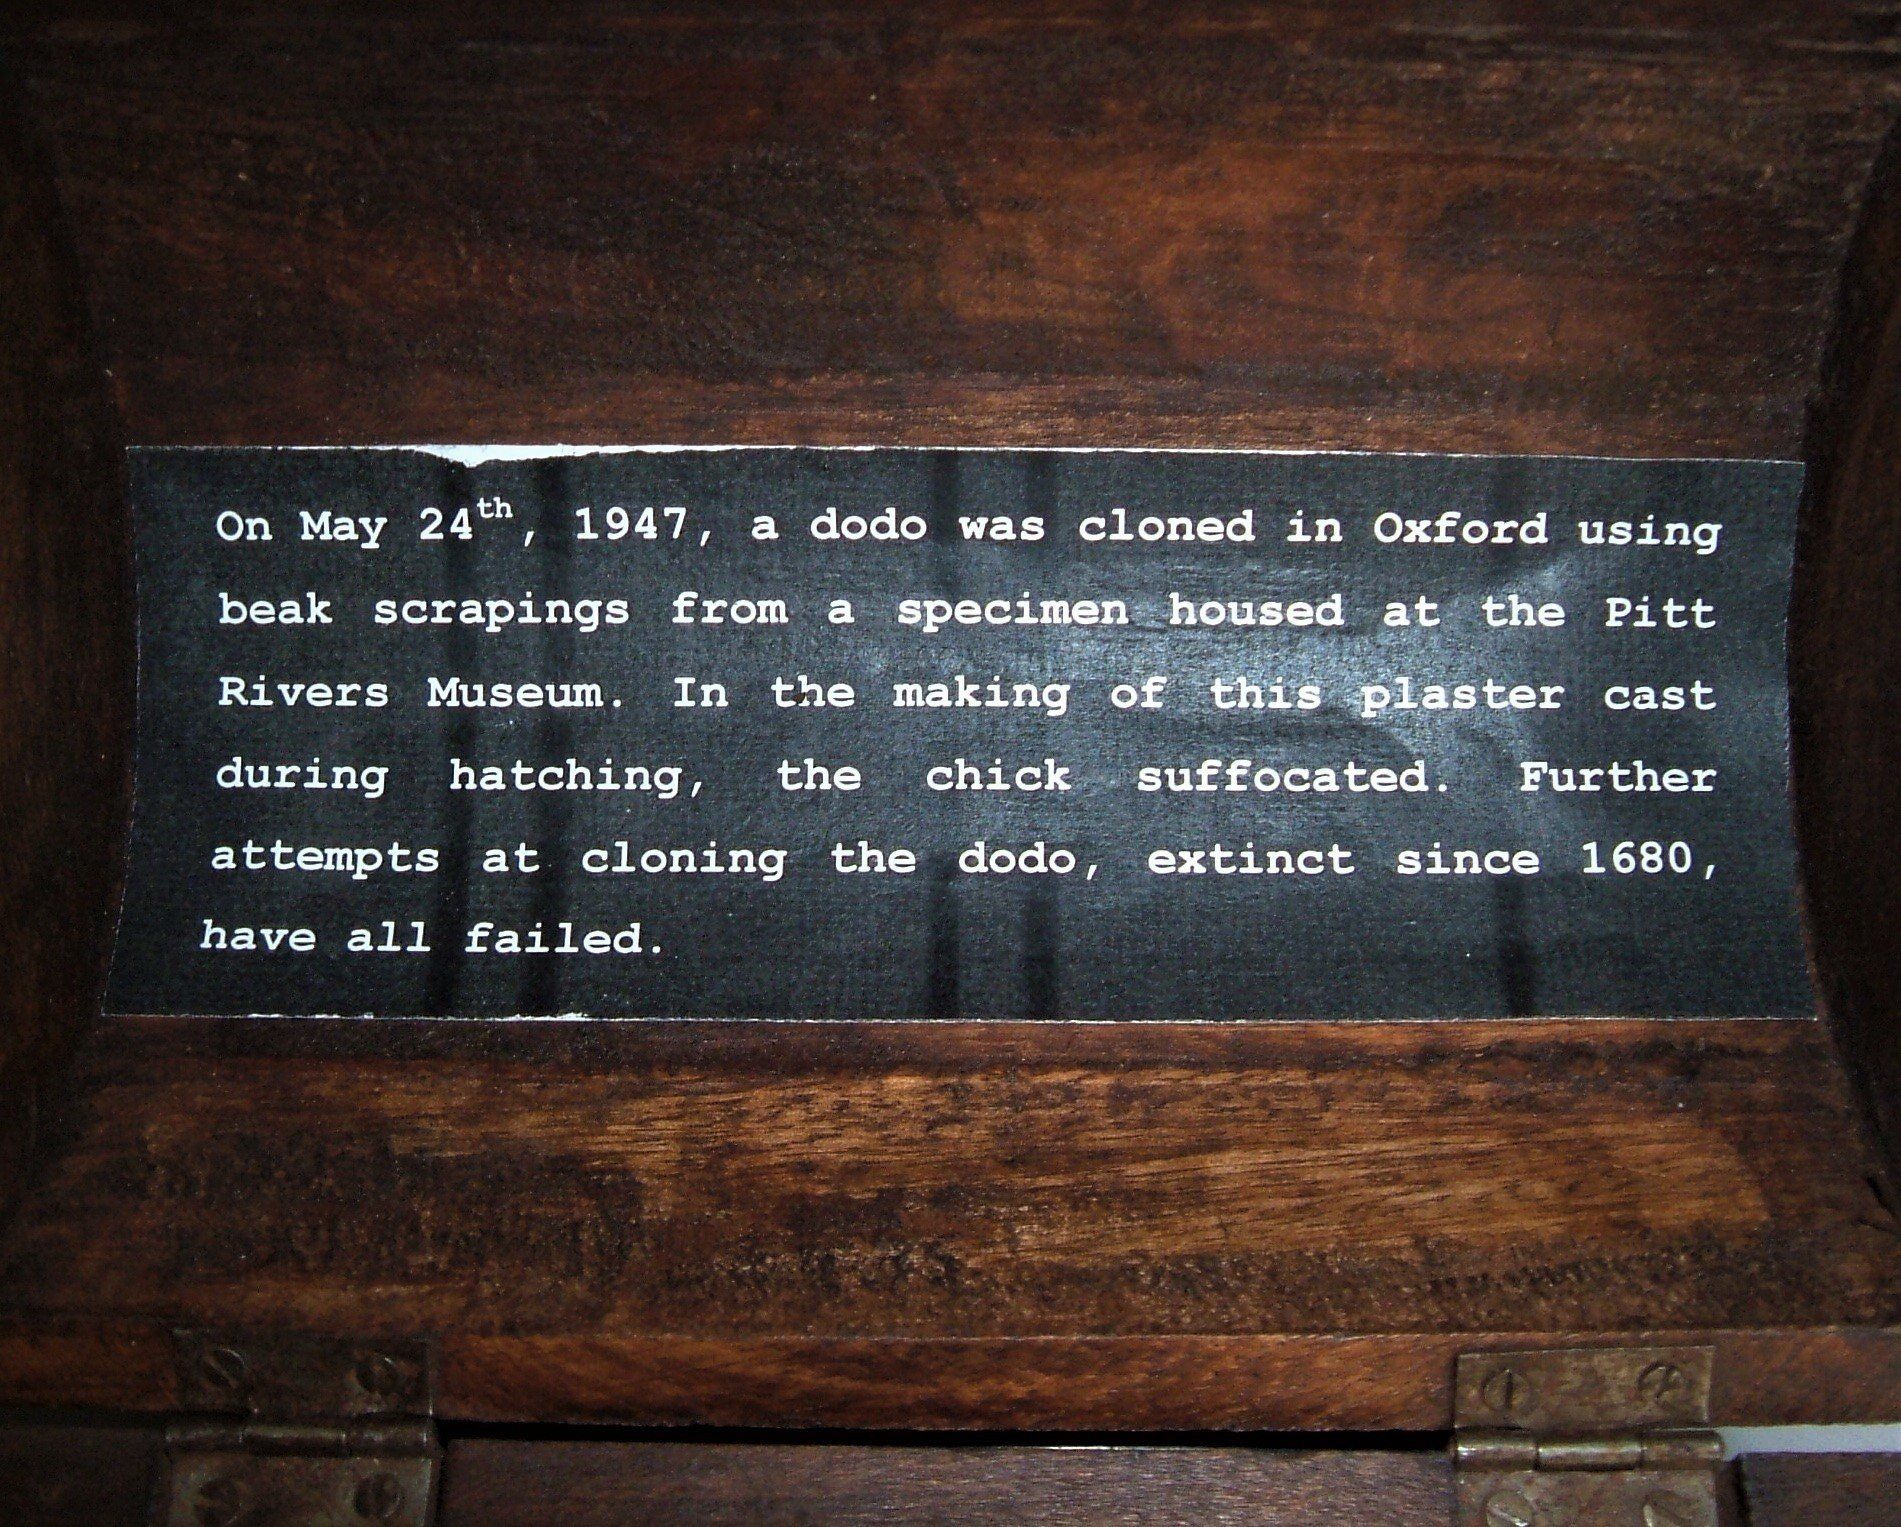 On May 24th, 1947, a dodo was cloned in Oxford using
beak scrapings from a specimen housed at the Pitt
Rivers Museum. In the making of this plaster cast
during hatching, the chick suffocated. Further
attempts at cloning the dodo, extinct since 1680,
have all failed.